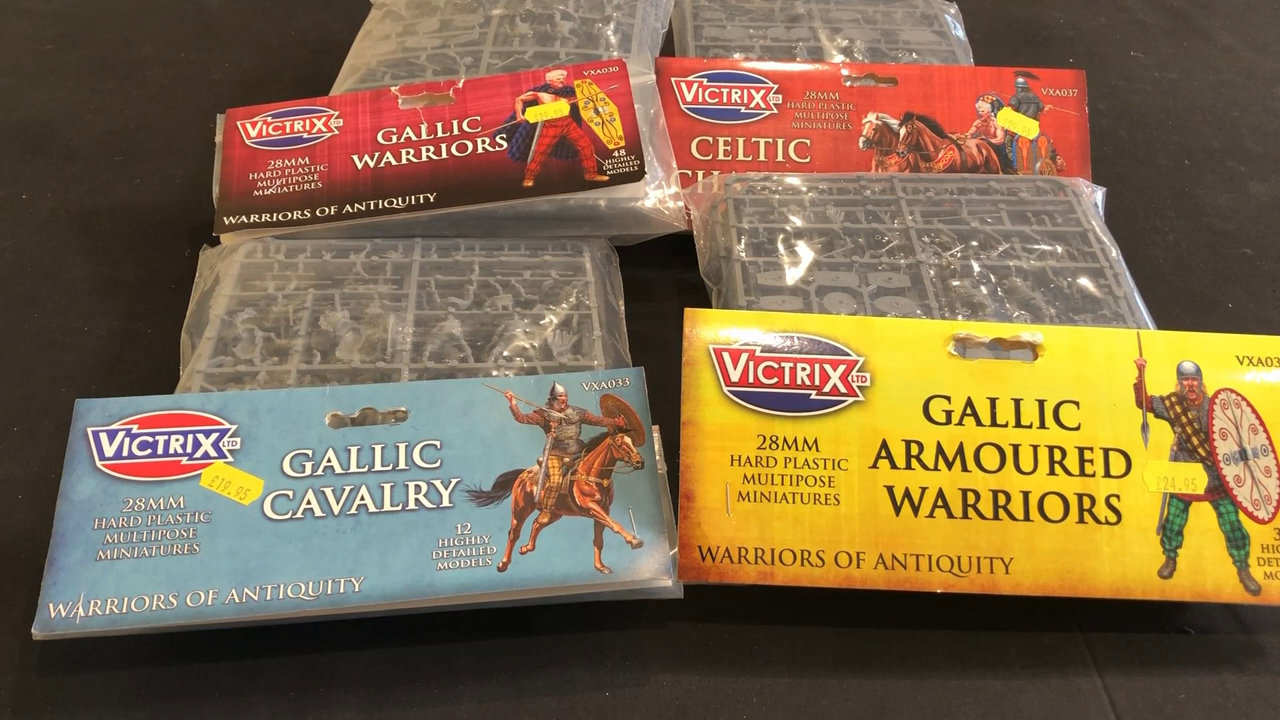 VXA030
VICTRIX LTD
GALLIC
WARRIORS
28MM
HARD PLASTIC
MULTIPOSE
MINIATURES
48
HIGHLY
DETAILED
MODELS
WARRIORS OF ANTIQUITY
VICTRIX LTD
28MM
HARD PLASTIC
MULTIPOSE
MINIATURES
VXA037
CELTIC
VICTRIX LTD
VXA033
£19.95
GALLIC
CAVALRY
28MM
HARD PLASTIC
MULTIPOSE
MINIATURES
12
HIGHLY
DETAILED
MODELS
WARRIORS OF ANTIQUITY
VICTRIX LTD
GALLIC
ARMOURED
WARRIORS
28MM
HARD PLASTIC
MULTIPOSE
MINIATURES
£24.95
WARRIORS OF ANTIQUITY